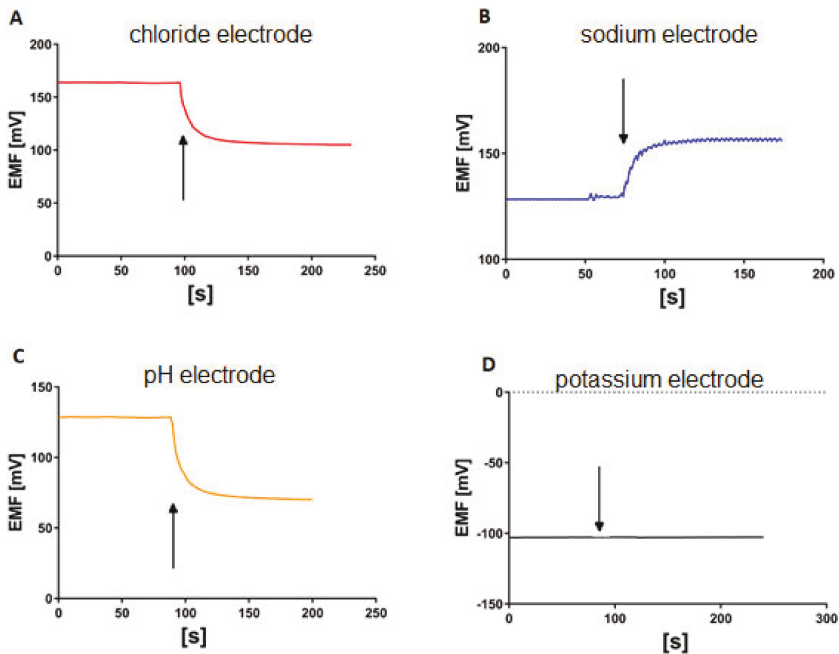 A
chloride electrode
200
150
100
50
0
EMF [mV]
0 50 100 150 200 250
[s]
B
sodium electrode
200
150
100
EMF [mV]
0 50 100 150 200
[s]
C
pH electrode
150
100
50
0
EMF [mV]
0 50 100 150 200 250
[s]
D
potassium electrode
0
-50
-100
-150
EMF [mV]
0 100 200 300
[s]